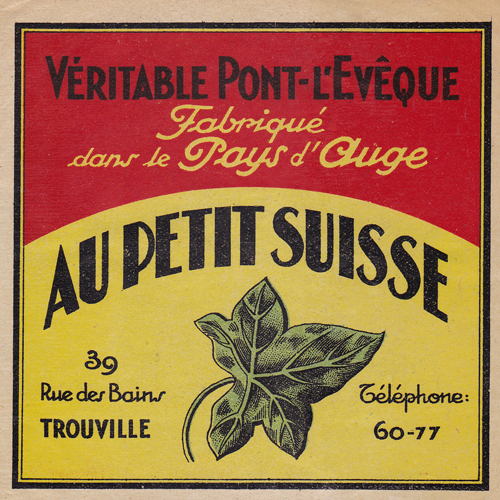 VÉRITABLE PONT-L'EVÊQUE
Fabriqué
dans le Pays d'Auge
AU PETIT SUISSE
39
Rue des Bains
TROUVILLE
Téléphone:
60-77